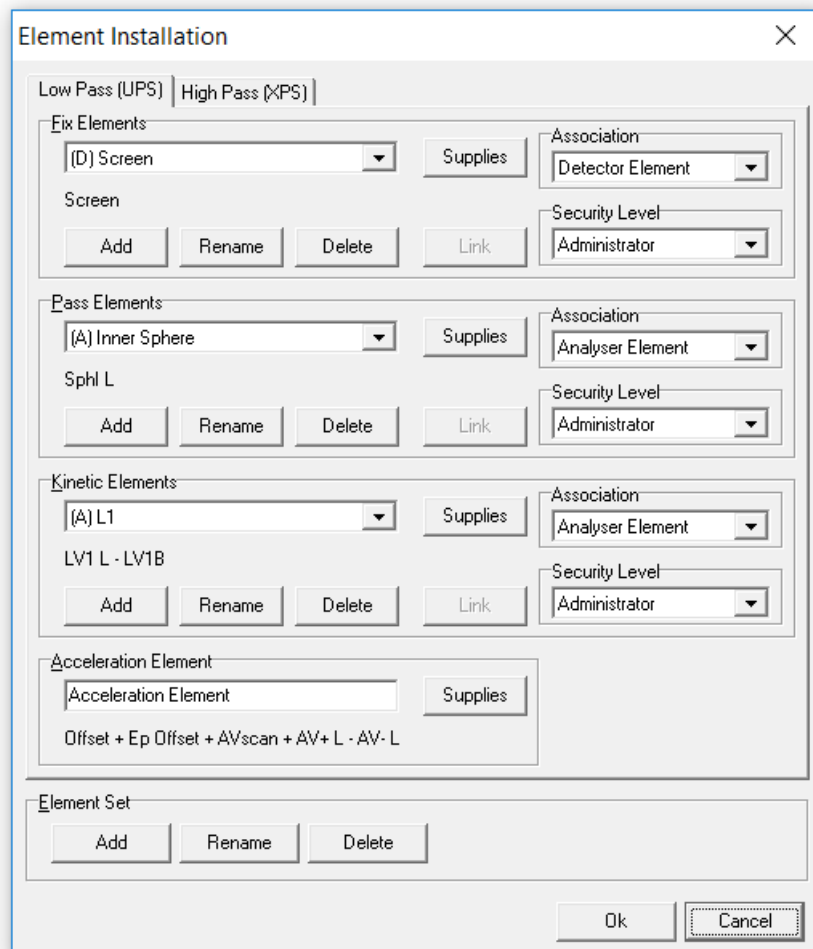 Element Installation
Low Pass (UPS) High Pass (XPS)
Fix Elements
Association
(D) Screen Supplies Detector Element
Screen
Security Level
Add Rename Delete Link Administrator
Pass Elements
Association
(A) Inner Sphere Supplies Analyser Element
Sphl L
Security Level
Add Rename Delete Link Administrator
Kinetic Elements
Association
(A) L1 Supplies Analyser Element
LV1 L - LV1B
Security Level
Add Rename Delete Link Administrator
Acceleration Element
Acceleration Element Supplies
Offset + Ep Offset + AVscan + AV+ L - AV- L
Element Set
Add Rename Delete
Ok Cancel